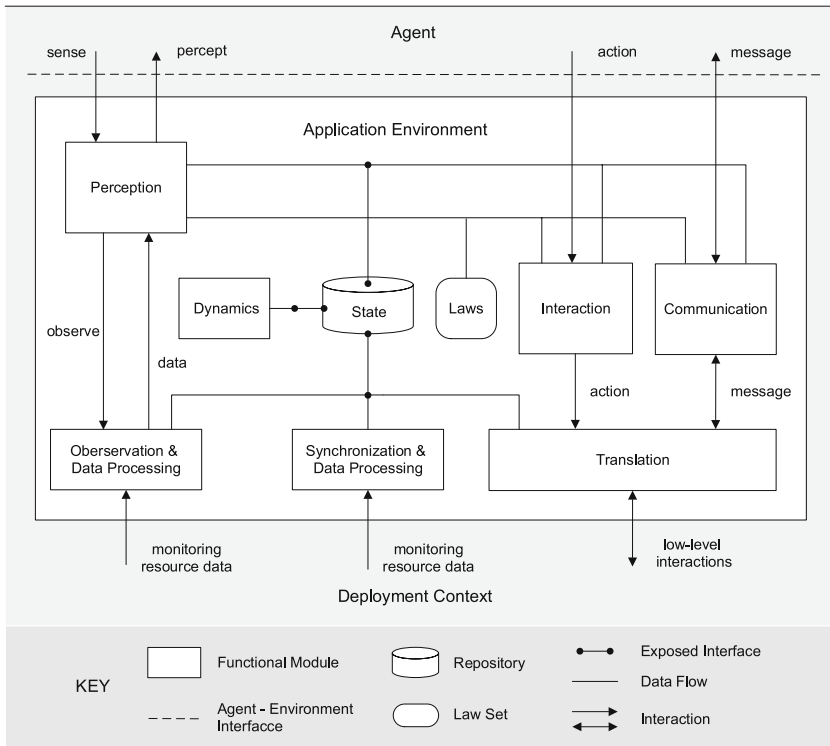 Agent
sense
percept
action
message
Application Environment
Perception
Dynamics
State
Laws
Interaction
Communication
observe
data
action
message
Oberservation &
Data Processing
Synchronization &
Data Processing
Translation
monitoring
resource data
monitoring
resource data
low-level
interactions
Deployment Context
KEY
Functional Module
Repository
Exposed Interface
Data Flow
Agent - Environment
Interfacce
Law Set
Interaction